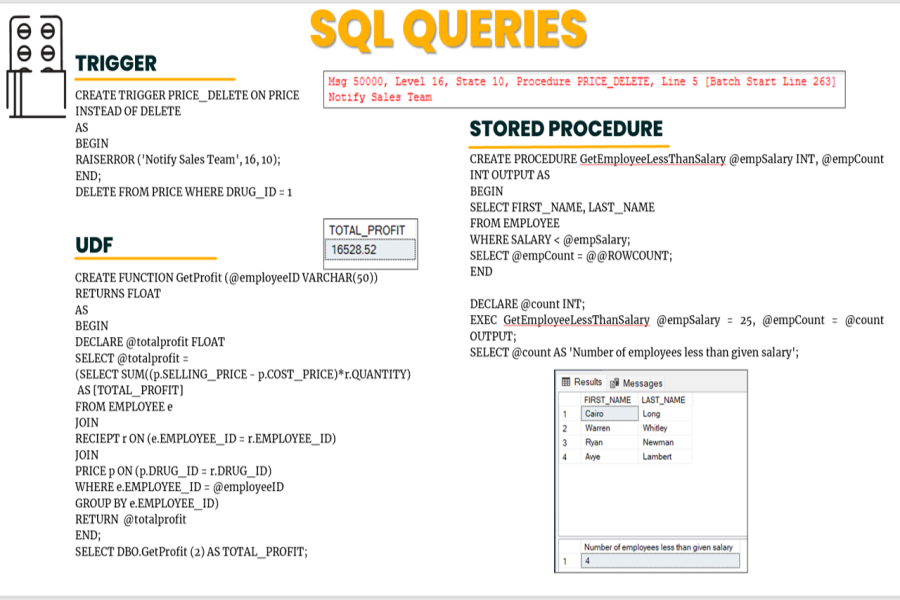 SQL QUERIES
TRIGGER
CREATE TRIGGER PRICE_DELETE ON PRICE
INSTEAD OF DELETE
AS
BEGIN
RAISERROR ('Notify Sales Team', 16, 10);
END;
DELETE FROM PRICE WHERE DRUG_ID = 1
Msg 50000, Level 16, State 10, Procedure PRICE_DELETE, Line 5 [Batch Start Line 263]
Notify Sales Team
UDF
TOTAL_PROFIT
16528.52
CREATE FUNCTION GetProfit (@employeeID VARCHAR(50))
RETURNS FLOAT
AS
BEGIN
DECLARE @totalprofit FLOAT
SELECT @totalprofit =
(SELECT SUM((p.SELLING_PRICE - p.COST_PRICE)*r.QUANTITY)
AS [TOTAL_PROFIT]
FROM EMPLOYEE e
JOIN
RECIEPT r ON (e.EMPLOYEE_ID = r.EMPLOYEE_ID)
JOIN
PRICE p ON (p.DRUG_ID = r.DRUG_ID)
WHERE e.EMPLOYEE_ID = @employeeID
GROUP BY e.EMPLOYEE_ID)
RETURN @totalprofit
END;
SELECT DBO.GetProfit (2) AS TOTAL_PROFIT;
STORED PROCEDURE
CREATE PROCEDURE GetEmployeeLessThanSalary @empSalary INT, @empCount
INT OUTPUT AS
BEGIN
SELECT FIRST_NAME, LAST_NAME
FROM EMPLOYEE
WHERE SALARY < @empSalary;
SELECT @empCount = @@ROWCOUNT;
END
DECLARE @count INT;
EXEC GetEmployeeLessThanSalary @empSalary = 25, @empCount = @count
OUTPUT;
SELECT @count AS 'Number of employees less than given salary';
Results Messages
FIRST_NAME LAST_NAME
1 Cairo Long
2 Warren Whitley
3 Ryan Newman
4 Avye Lambert
Number of employees less than given salary
1 4